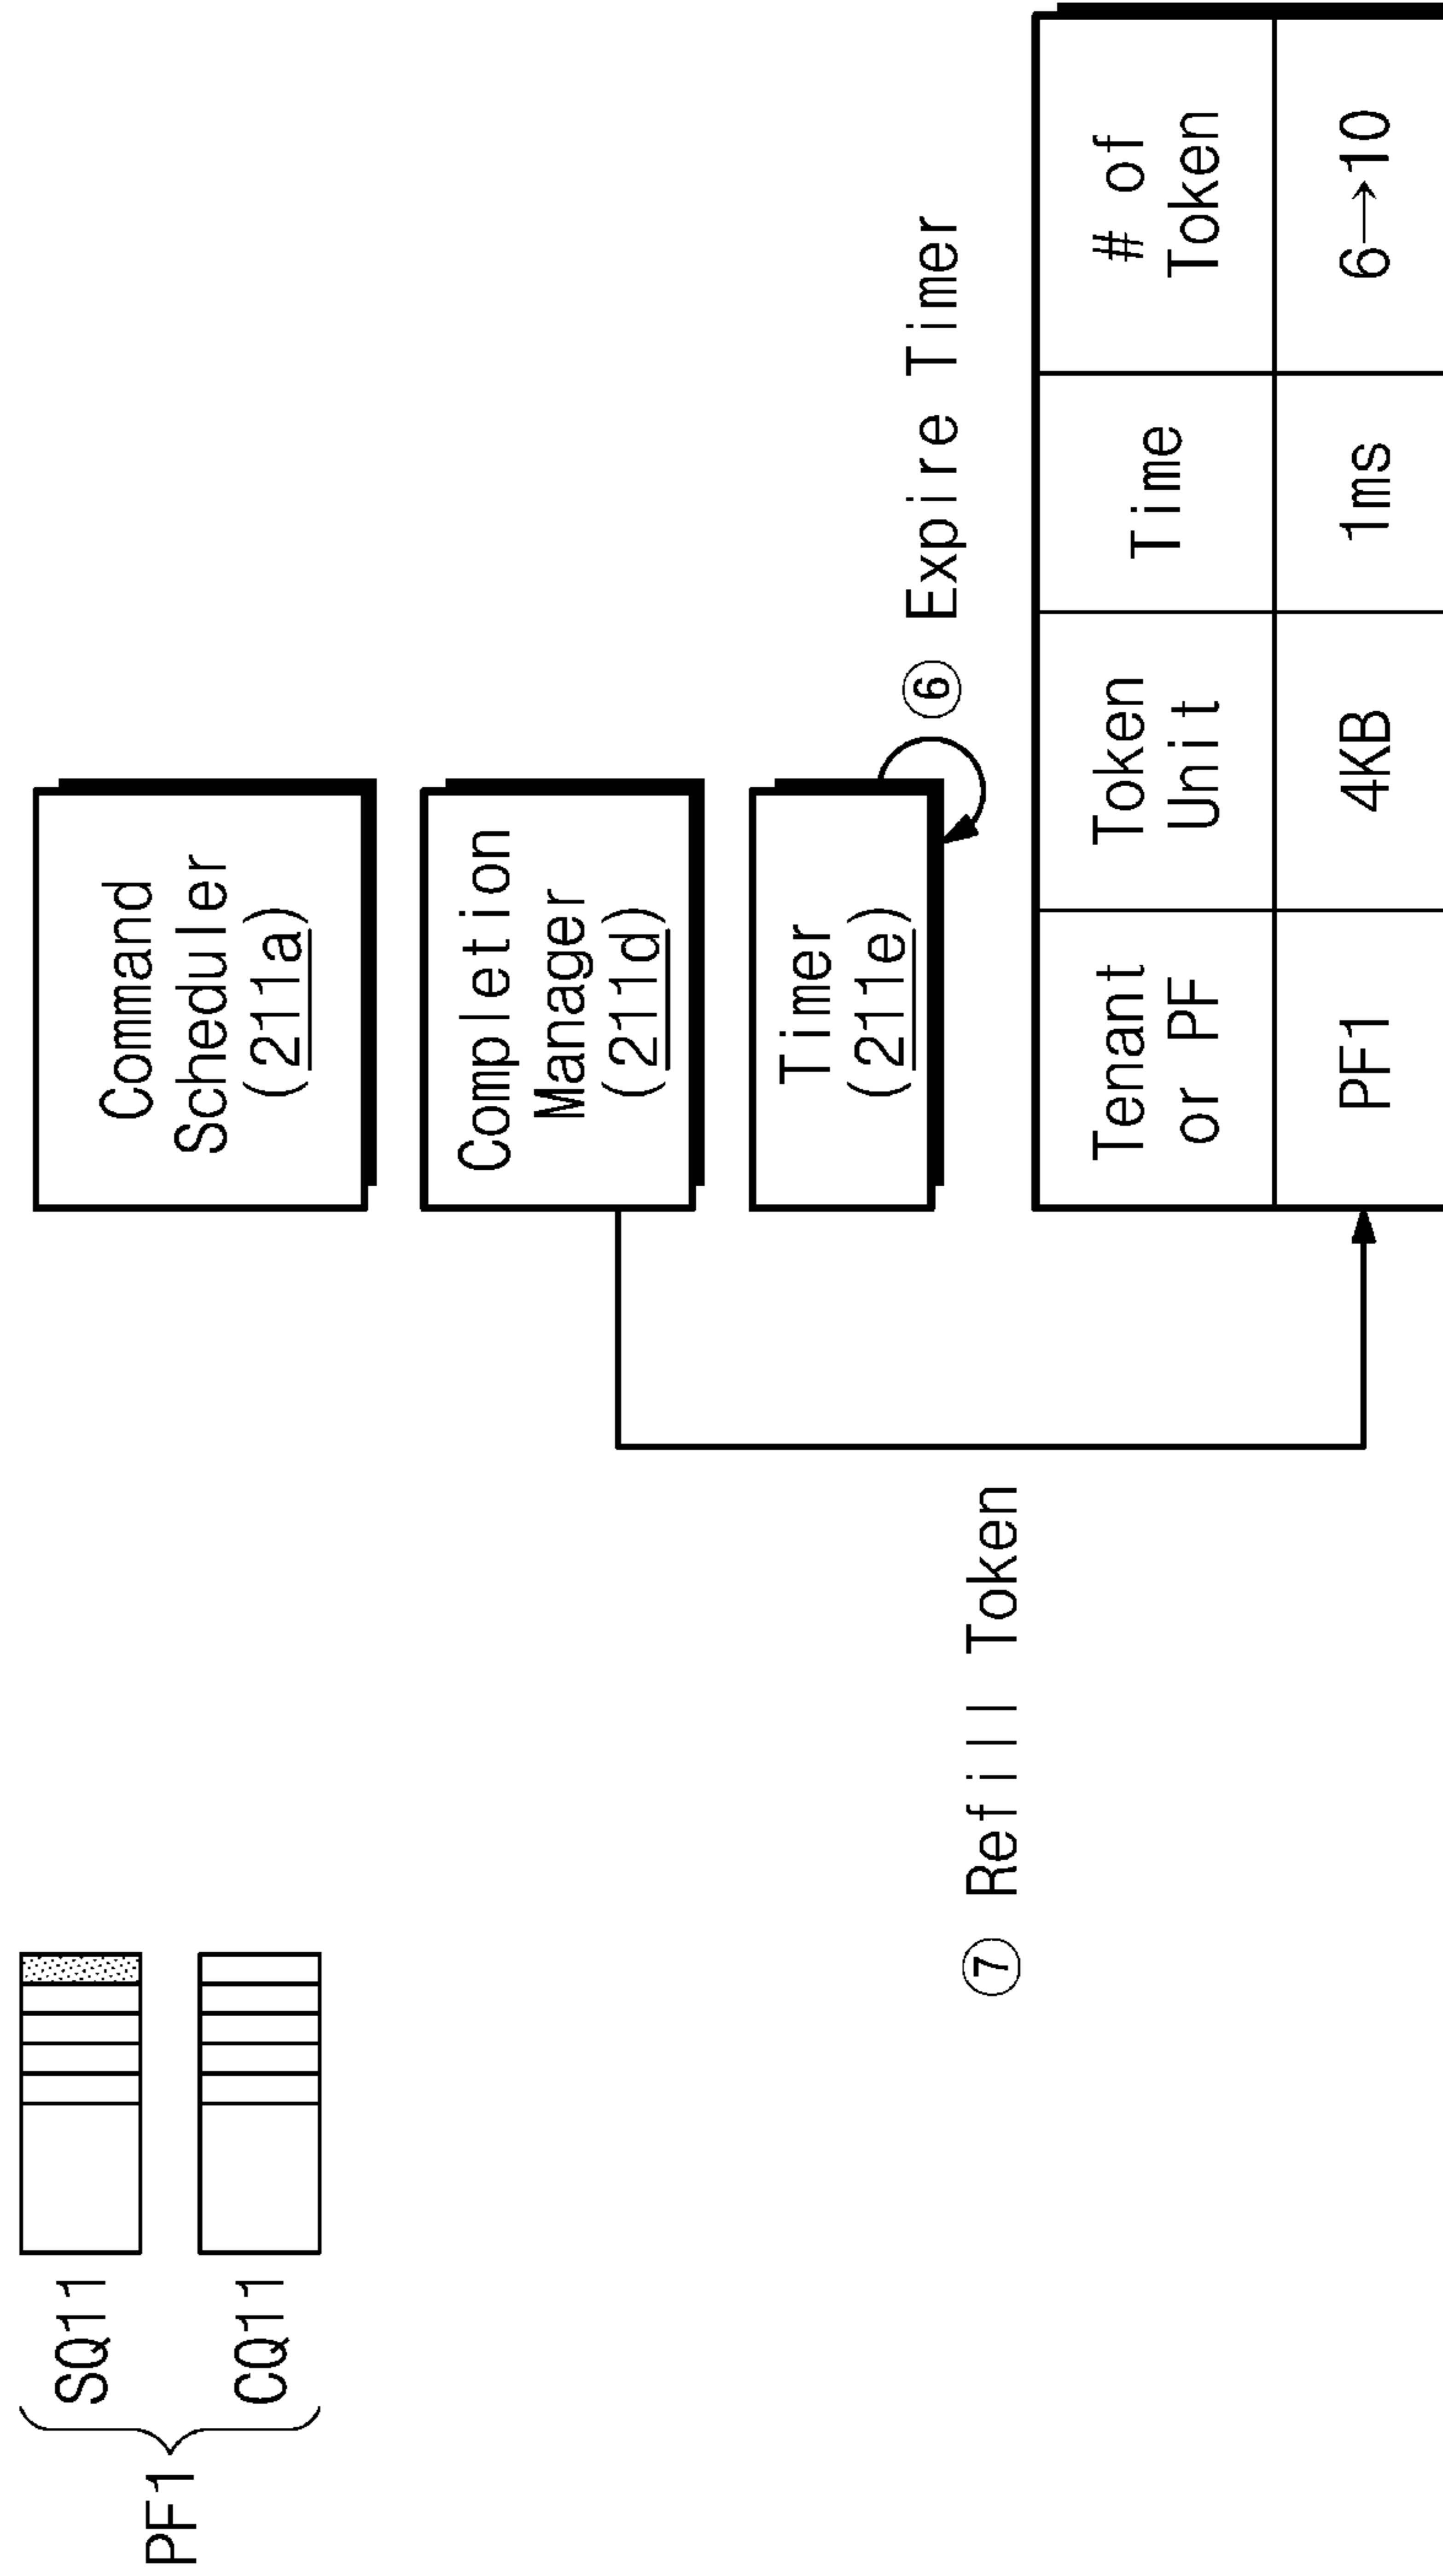 PF1
SQ11
CQ11
Command
Scheduler
(211a)
Completion
Manager
(211d)
Timer
(211e)
⑥ Expire Timer
⑦ Refill Token
Tenant
or PF
Token
Unit
Time
# of
Token
PF1
4KB
1ms
6→10